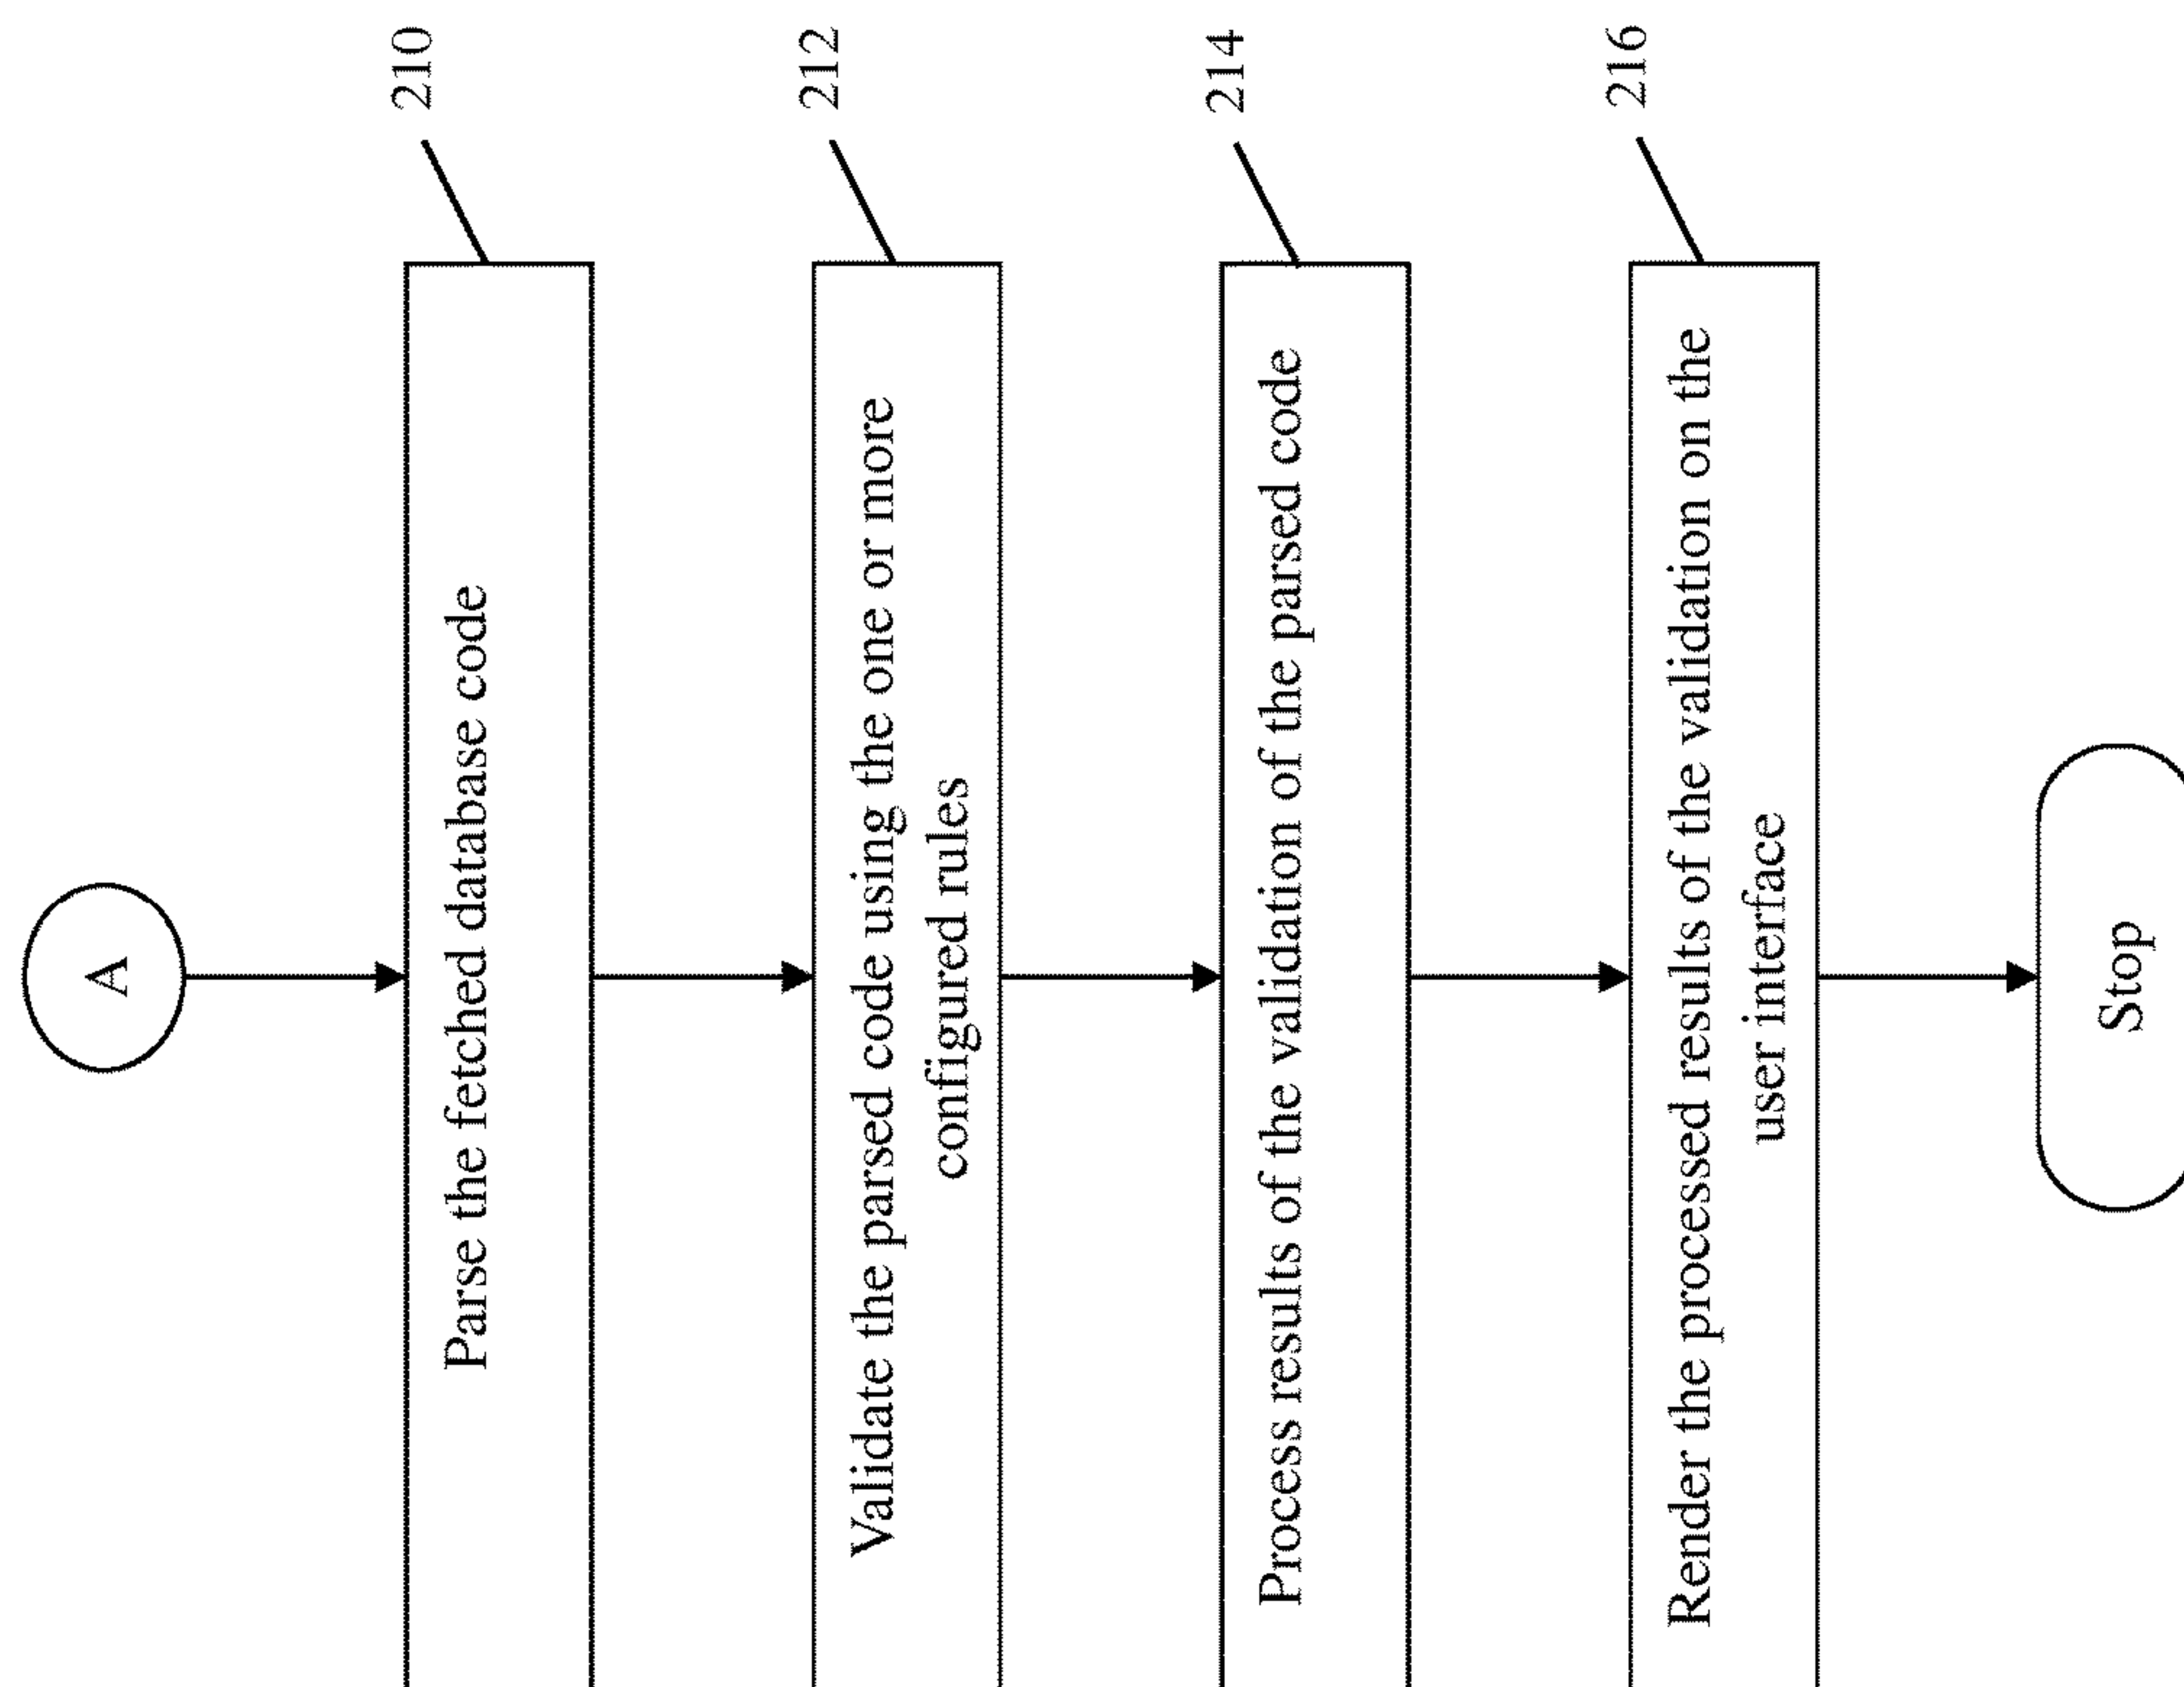 A
210
Parse the fetched database code
212
Validate the parsed code using the one or more
configured rules
214
Process results of the validation of the parsed code
216
Render the processed results of the validation on the
user interface
Stop